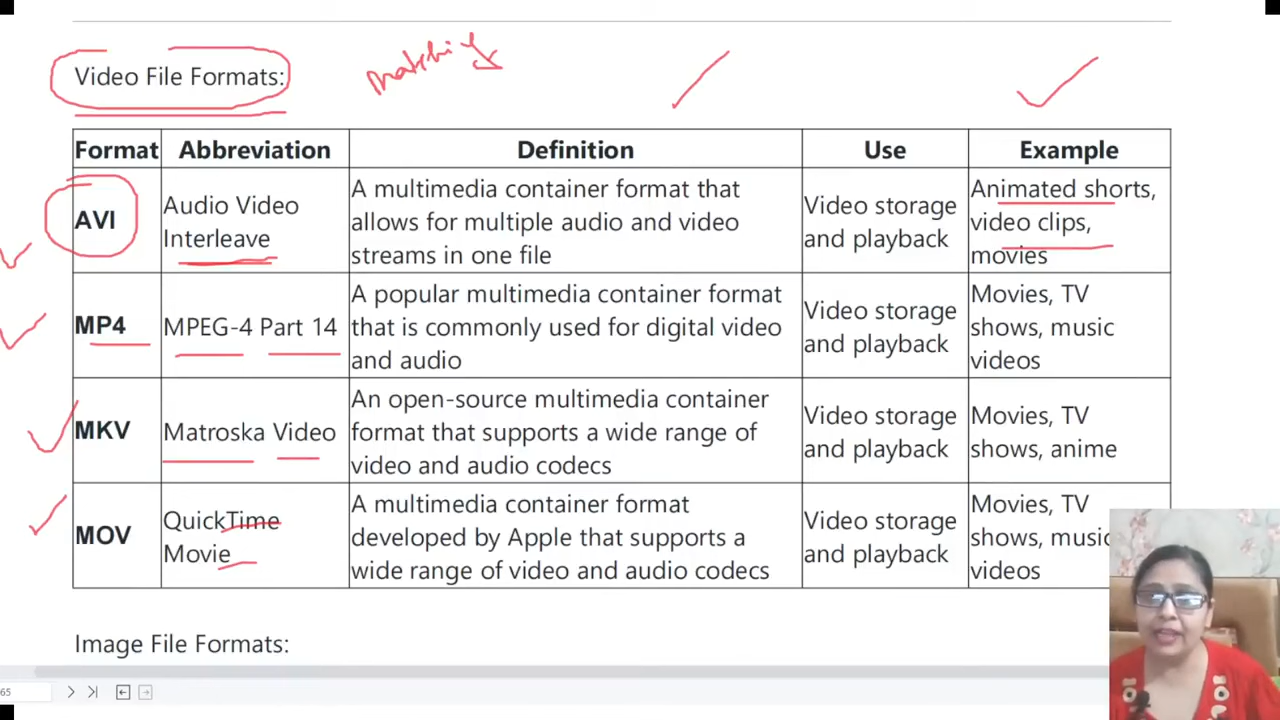 Video File Formats:
Matching
Format Abbreviation Definition Use Example
AVI
Audio Video
Interleave
A multimedia container format that
allows for multiple audio and video
streams in one file
Video storage
and playback
Animated shorts,
video clips,
movies
MP4
MPEG-4 Part 14
A popular multimedia container format
that is commonly used for digital video
and audio
Video storage
and playback
Movies, TV
shows, music
videos
MKV
Matroska Video
An open-source multimedia container
format that supports a wide range of
video and audio codecs
Video storage
and playback
Movies, TV
shows, anime
MOV
QuickTime
Movie
A multimedia container format
developed by Apple that supports a
wide range of video and audio codecs
Video storage
and playback
Movies, TV
shows, music
videos
Image File Formats:
65